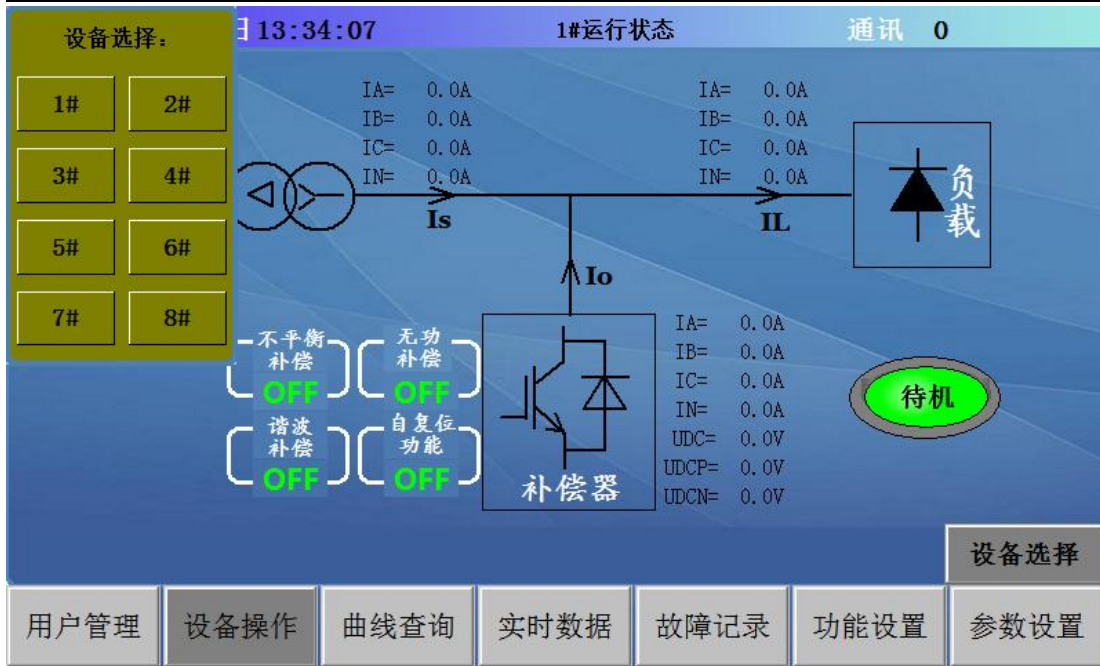 设备选择:
日 13:34:07
1#运行状态
通讯 0
1# 2#
3# 4#
5# 6#
7# 8#
IA= 0.0A
IB= 0.0A
IC= 0.0A
IN= 0.0A
Is
IA= 0.0A
IB= 0.0A
IC= 0.0A
IN= 0.0A
IL
负载
Io
不平衡
补偿
OFF
无功
补偿
OFF
谐波
补偿
OFF
自复位
功能
OFF
补偿器
IA= 0.0A
IB= 0.0A
IC= 0.0A
IN= 0.0A
UDC= 0.0V
UDCP= 0.0V
UDCN= 0.0V
待机
设备选择
用户管理 设备操作 曲线查询 实时数据 故障记录 功能设置 参数设置